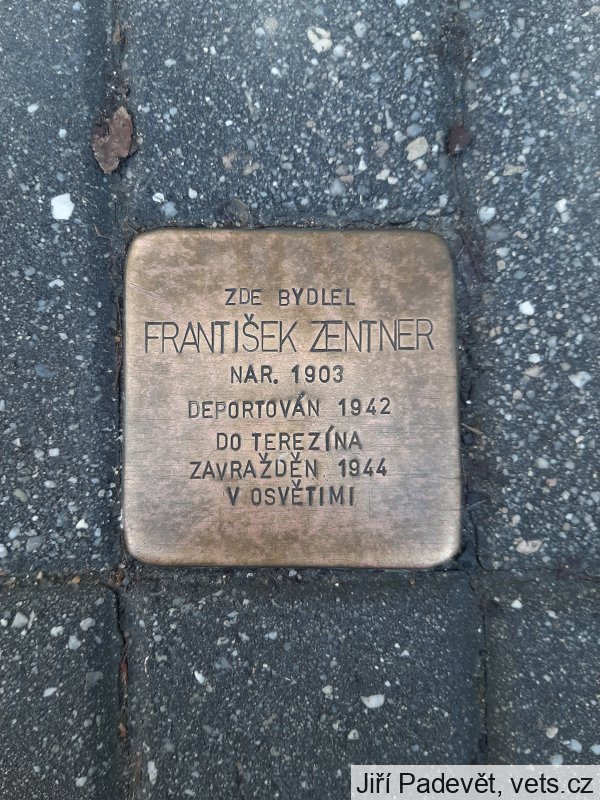 ZDE BYDLEL
FRANTIŠEK ZENTNER
NAR. 1903
DEPORTOVÁN 1942
DO TEREZÍNA
ZAVRAŽDĚN 1944
V OSVĚTIMI
Jiří Padevět, vets.cz